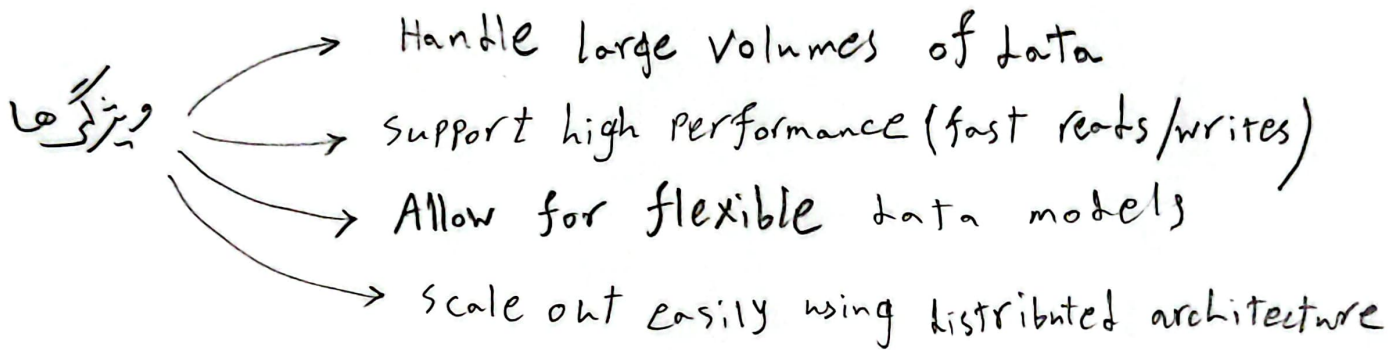 ویژگی ها
Handle large volumes of data
support high performance (fast reads/writes)
Allow for flexible data models
scale out easily using distributed architecture